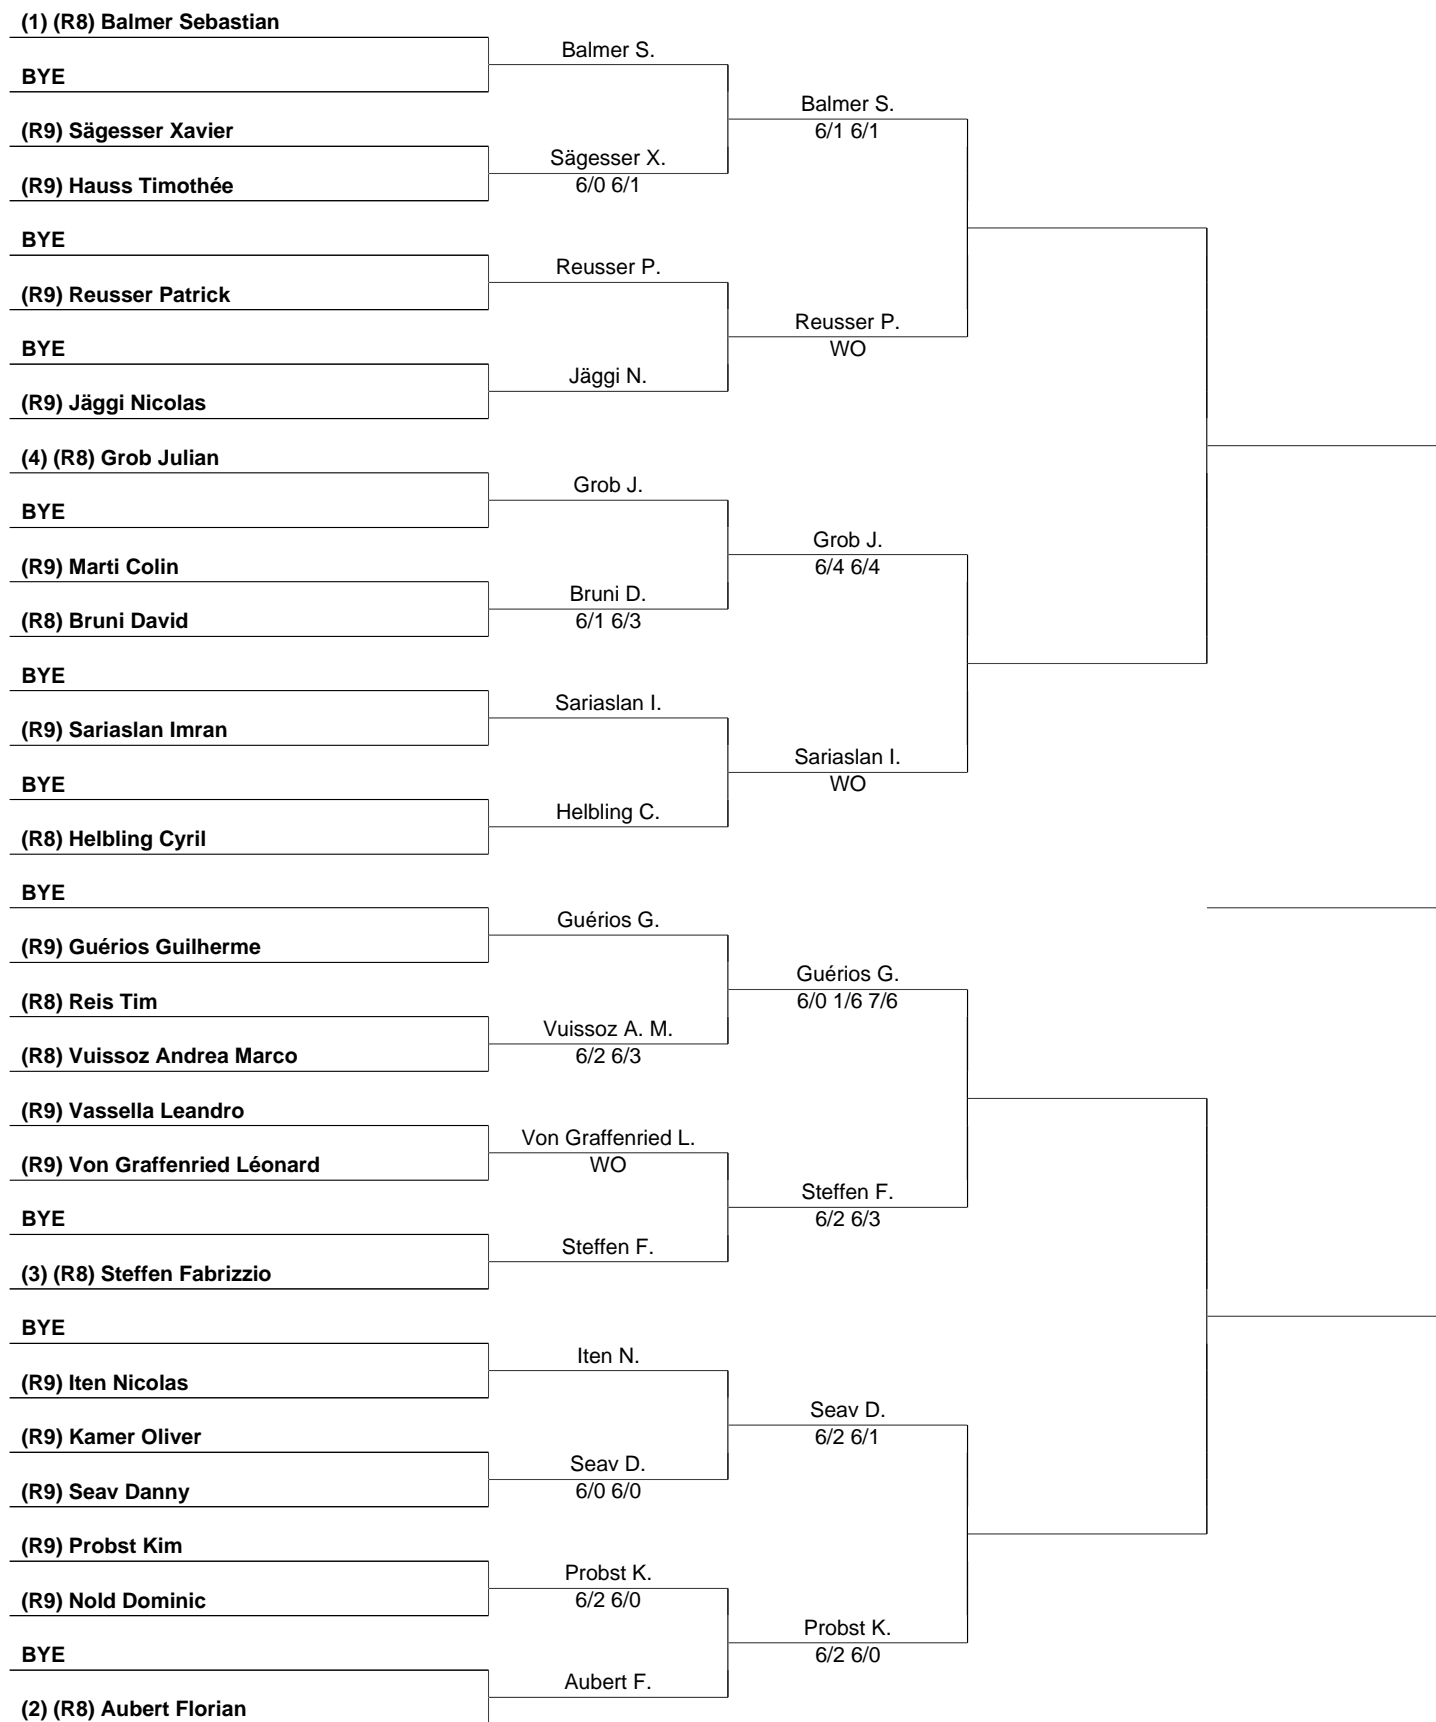 (1) (R8) Balmer Sebastian
BYE
(R9) Sägesser Xavier
(R9) Hauss Timothée
BYE
(R9) Reusser Patrick
BYE
(R9) Jäggi Nicolas
(4) (R8) Grob Julian
BYE
(R9) Marti Colin
(R8) Bruni David
BYE
(R9) Sariaslan Imran
BYE
(R8) Helbling Cyril
BYE
(R9) Guérios Guilherme
(R8) Reis Tim
(R8) Vuissoz Andrea Marco
(R9) Vassella Leandro
(R9) Von Graffenried Léonard
BYE
(3) (R8) Steffen Fabrizzio
BYE
(R9) Iten Nicolas
(R9) Kamer Oliver
(R9) Seav Danny
(R9) Probst Kim
(R9) Nold Dominic
BYE
(2) (R8) Aubert Florian
Balmer S.
Sägesser X.
6/0 6/1
Reusser P.
Jäggi N.
Grob J.
Bruni D.
6/1 6/3
Sariaslan I.
Helbling C.
Guérios G.
Vuissoz A. M.
6/2 6/3
Von Graffenried L.
WO
Steffen F.
Iten N.
Seav D.
6/0 6/0
Probst K.
6/2 6/0
Aubert F.
Balmer S.
6/1 6/1
Reusser P.
WO
Grob J.
6/4 6/4
Sariaslan I.
WO
Guérios G.
6/0 1/6 7/6
Steffen F.
6/2 6/3
Seav D.
6/2 6/1
Probst K.
6/2 6/0